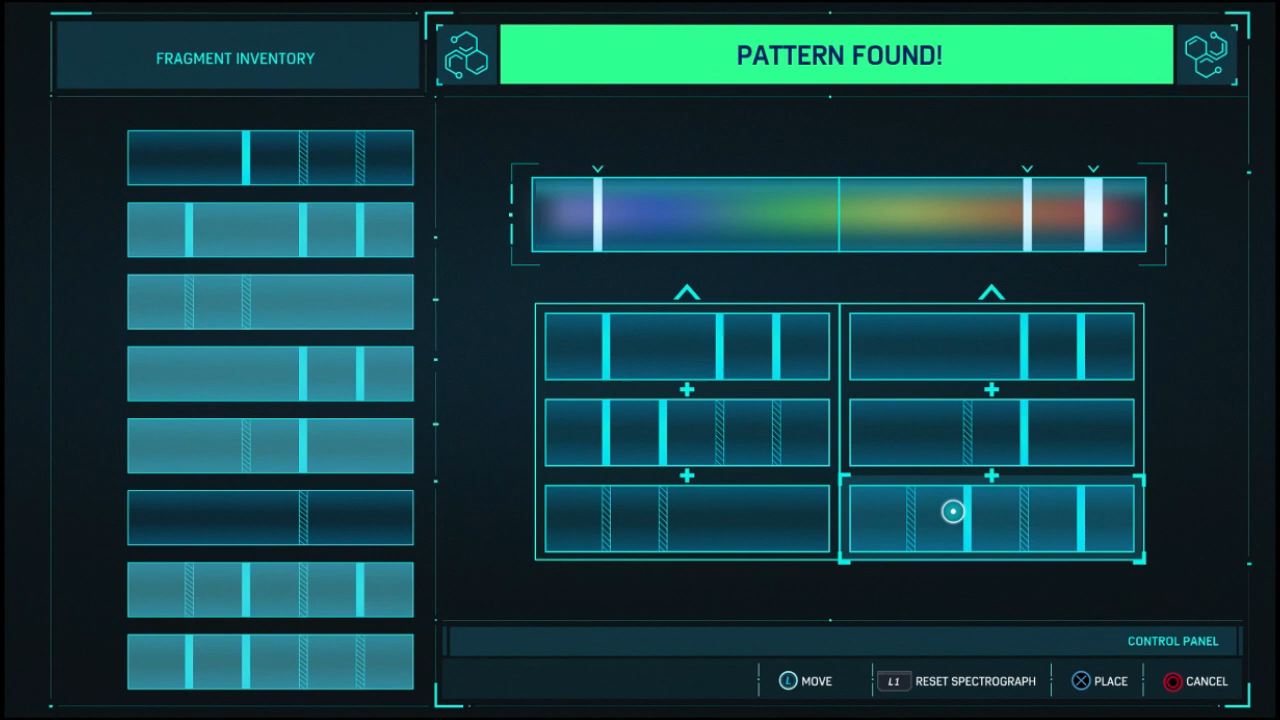 FRAGMENT INVENTORY
PATTERN FOUND!
CONTROL PANEL
L MOVE
L1 RESET SPECTROGRAPH
PLACE
CANCEL